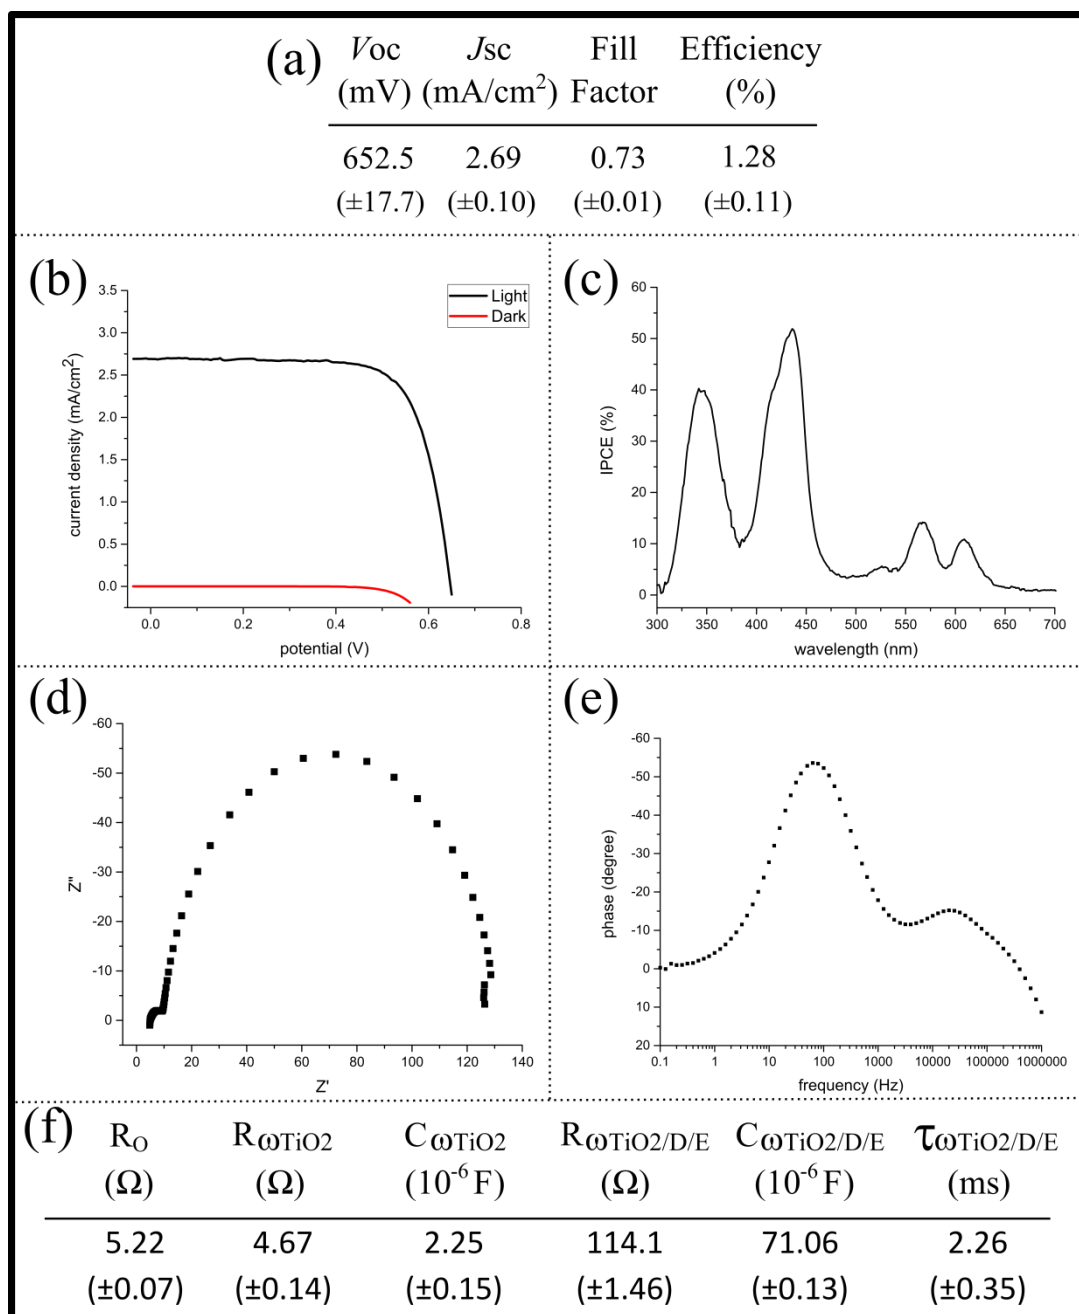 (a)
Voc Jsc Fill Efficiency
(mV) (mA/cm²) Factor (%)
652.5 2.69 0.73 1.28
(±17.7) (±0.10) (±0.01) (±0.11)
(b)
3.5
3.0
2.5
2.0
1.5
1.0
0.5
0.0
current density (mA/cm²)
Light
Dark
0.0 0.2 0.4 0.6 0.8
potential (V)
(c)
60
50
40
30
20
10
0
IPCE (%)
300 350 400 450 500 550 600 650 700
wavelength (nm)
(d)
-60
-50
-40
-30
-20
-10
0
Z''
0 20 40 60 80 100 120 140
Z'
(e)
-60
-50
-40
-30
-20
-10
0
10
20
phase (degree)
0.1 1 10 100 1000 10000 100000 1000000
frequency (Hz)
(f)
R_O R_ωTiO2 C_ωTiO2 R_ωTiO2/D/E C_ωTiO2/D/E τ_ωTiO2/D/E
(Ω) (Ω) (10⁻⁶ F) (Ω) (10⁻⁶ F) (ms)
5.22 4.67 2.25 114.1 71.06 2.26
(±0.07) (±0.14) (±0.15) (±1.46) (±0.13) (±0.35)